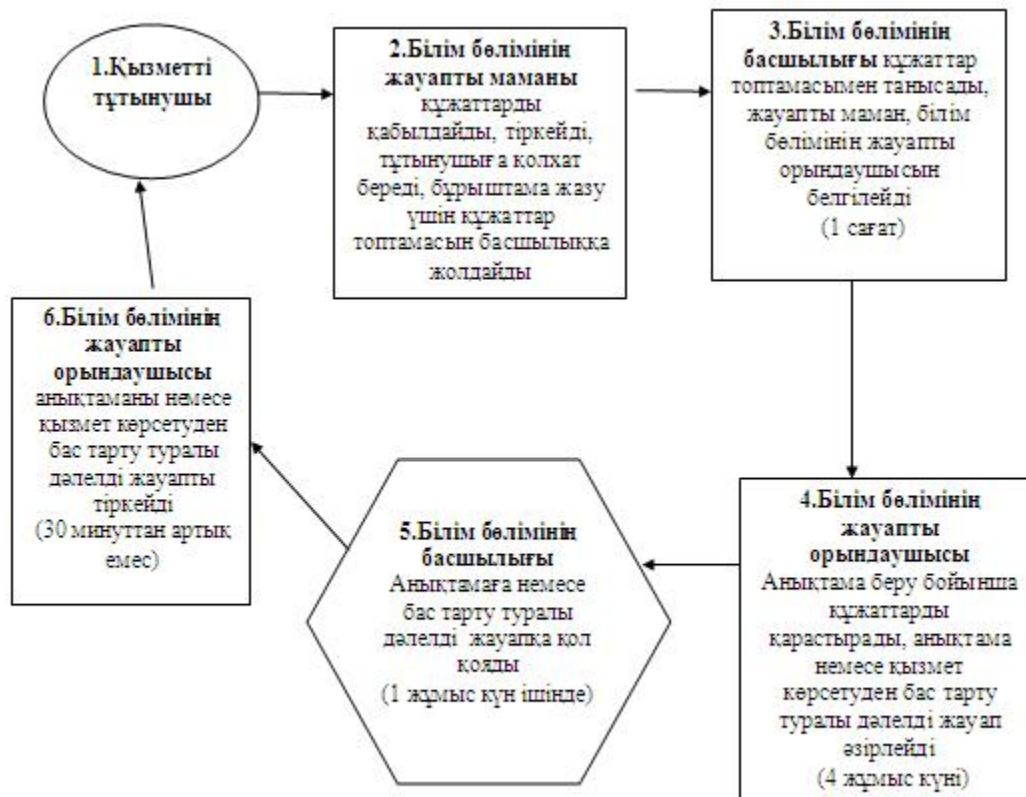 1.Қызметті
тұтынушы
2.Білім бөлімінің
жауапты маманы
құжаттарды
қабылдайды, тіркейді,
тұтынушыға қолхат
береді, бұрыштама жазу
үшін құжаттар
топтамасын басшылыққа
жолдайды
3.Білім бөлімінің
басшылығы құжаттар
топтамасымен танысады,
жауапты маман, білім
бөлімінің жауапты
орындаушысын
белгілейді
(1 сағат)
4.Білім бөлімінің
жауапты
орындаушысы
Анықтама беру бойынша
құжаттарды
қарастырады, анықтама
немесе қызмет
көрсетуден бас тарту
туралы дәлелді жауап
әзірлейді
(4 жұмыс күні)
5.Білім бөлімінің
басшылығы
Анықтамаға немесе
бас тарту туралы
дәлелді жауапқа қол
қояды
(1 жұмыс күн ішінде)
6.Білім бөлімінің
жауапты
орындаушысы
анықтаманы немесе
қызмет көрсетуден
бас тарту туралы
дәлелді жауапты
тіркейді
(30 минуттан артық
емес)